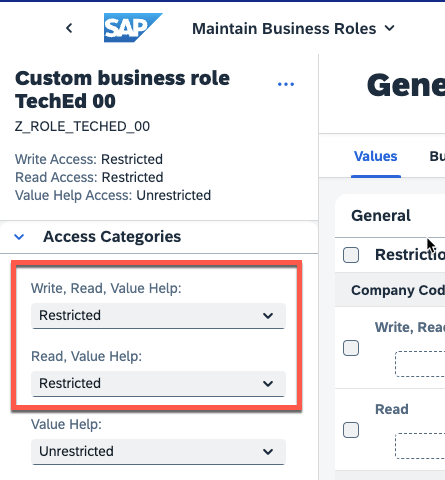 SAP
Maintain Business Roles
Custom business role
TechEd 00
Z_ROLE_TECHED_00
Write Access: Restricted
Read Access: Restricted
Value Help Access: Unrestricted
Access Categories
Write, Read, Value Help:
Restricted
Read, Value Help:
Restricted
Value Help:
Unrestricted
Gene
Values
Bu
General
Restrictio
Company Cod
Write, Read
Read